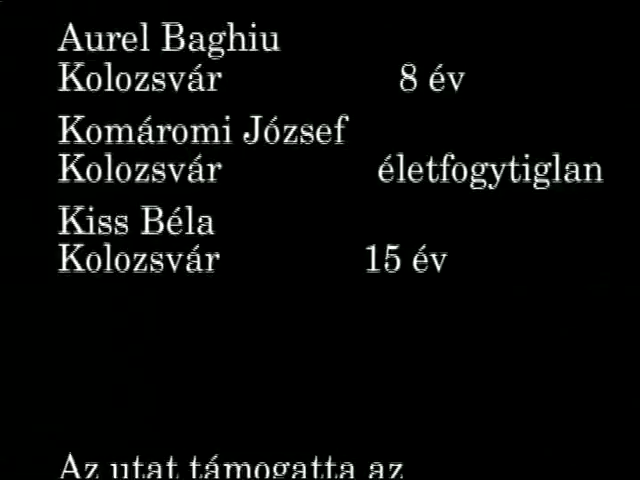 Aurel Baghiu
Kolozsvár 8 év
Komáromi József
Kolozsvár életfogytiglan
Kiss Béla
Kolozsvár 15 év
Az utat támogatta az